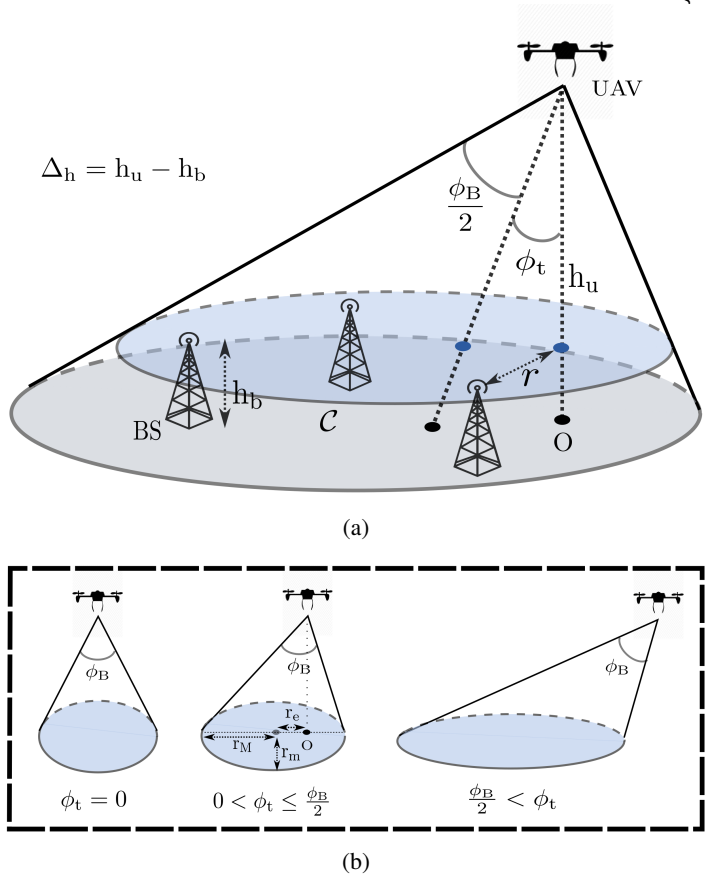 UAV
Δh = hu − hb
ϕB
2
ϕt
hu
r
hb
BS
𝒞
O
(a)
ϕB
ϕB
ϕB
re
rM
O
rm
ϕt = 0
0 < ϕt ≤ ϕB/2
ϕB/2 < ϕt
(b)